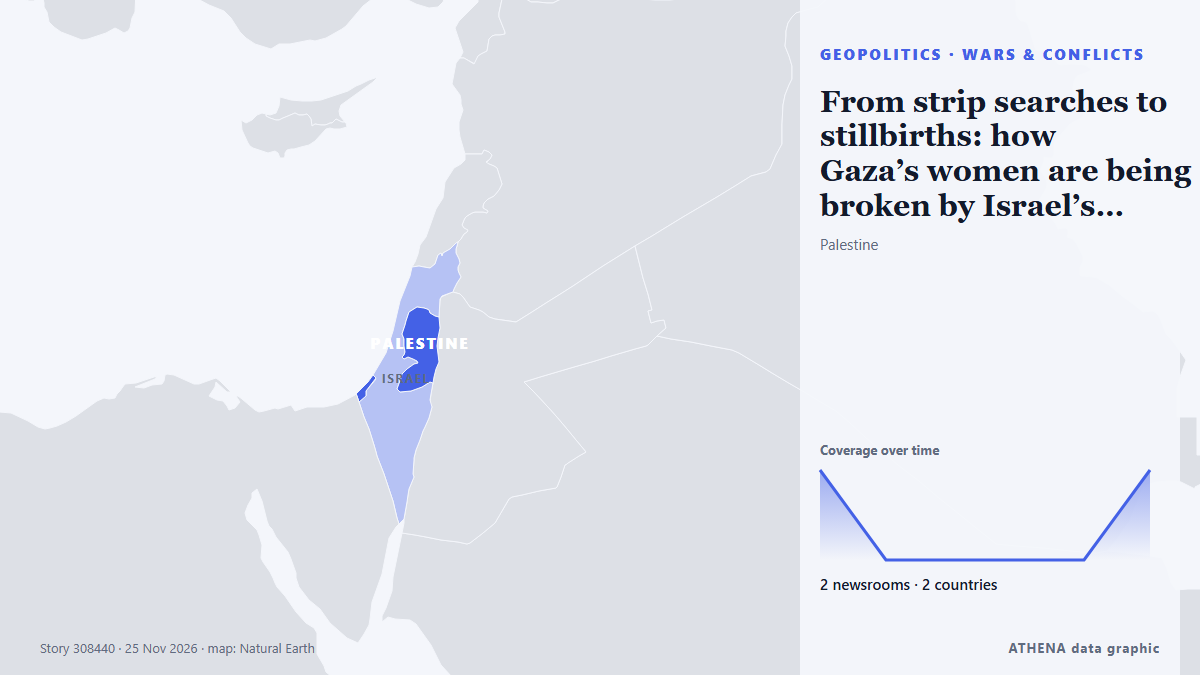 GEOPOLITICS · WARS & CONFLICTS
From strip searches to
stillbirths: how
Gaza’s women are being
broken by Israel’s…
Palestine
PALESTINE
ISRAEL
Coverage over time
2 newsrooms · 2 countries
Story 308440 · 25 Nov 2026 · map: Natural Earth
ATHENA data graphic